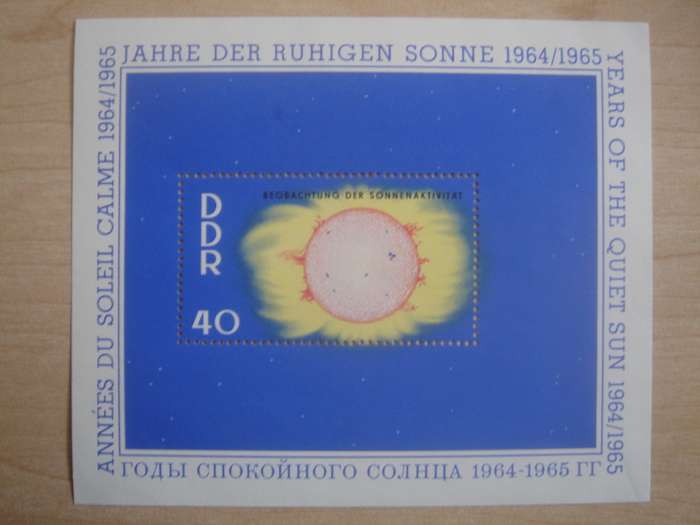 JAHRE DER RUHIGEN SONNE 1964/1965
YEARS OF THE QUIET SUN 1964/1965
ANNÉES DU SOLEIL CALME 1964/1965
BEOBACHTUNG DER SONNENAKTIVITÄT
DDR
40
ГОДЫ СПОКОЙНОГО СОЛНЦА 1964-1965 ГГ